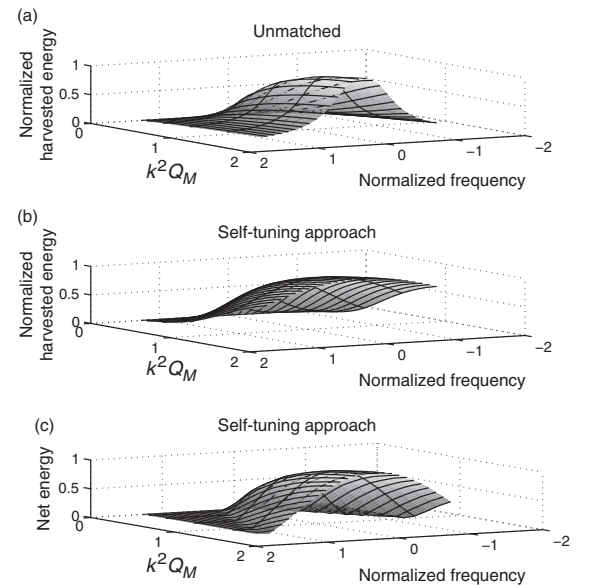 (a)
Unmatched
Normalized
harvested energy
1
0.5
0
0
1
2
k²Q_M
2
1
0
−1
−2
Normalized frequency
(b)
Self-tuning approach
Normalized
harvested energy
1
0.5
0
0
1
2
k²Q_M
2
1
0
−1
−2
Normalized frequency
(c)
Self-tuning approach
Net energy
1
0.5
0
0
1
2
k²Q_M
2
1
0
−1
−2
Normalized frequency